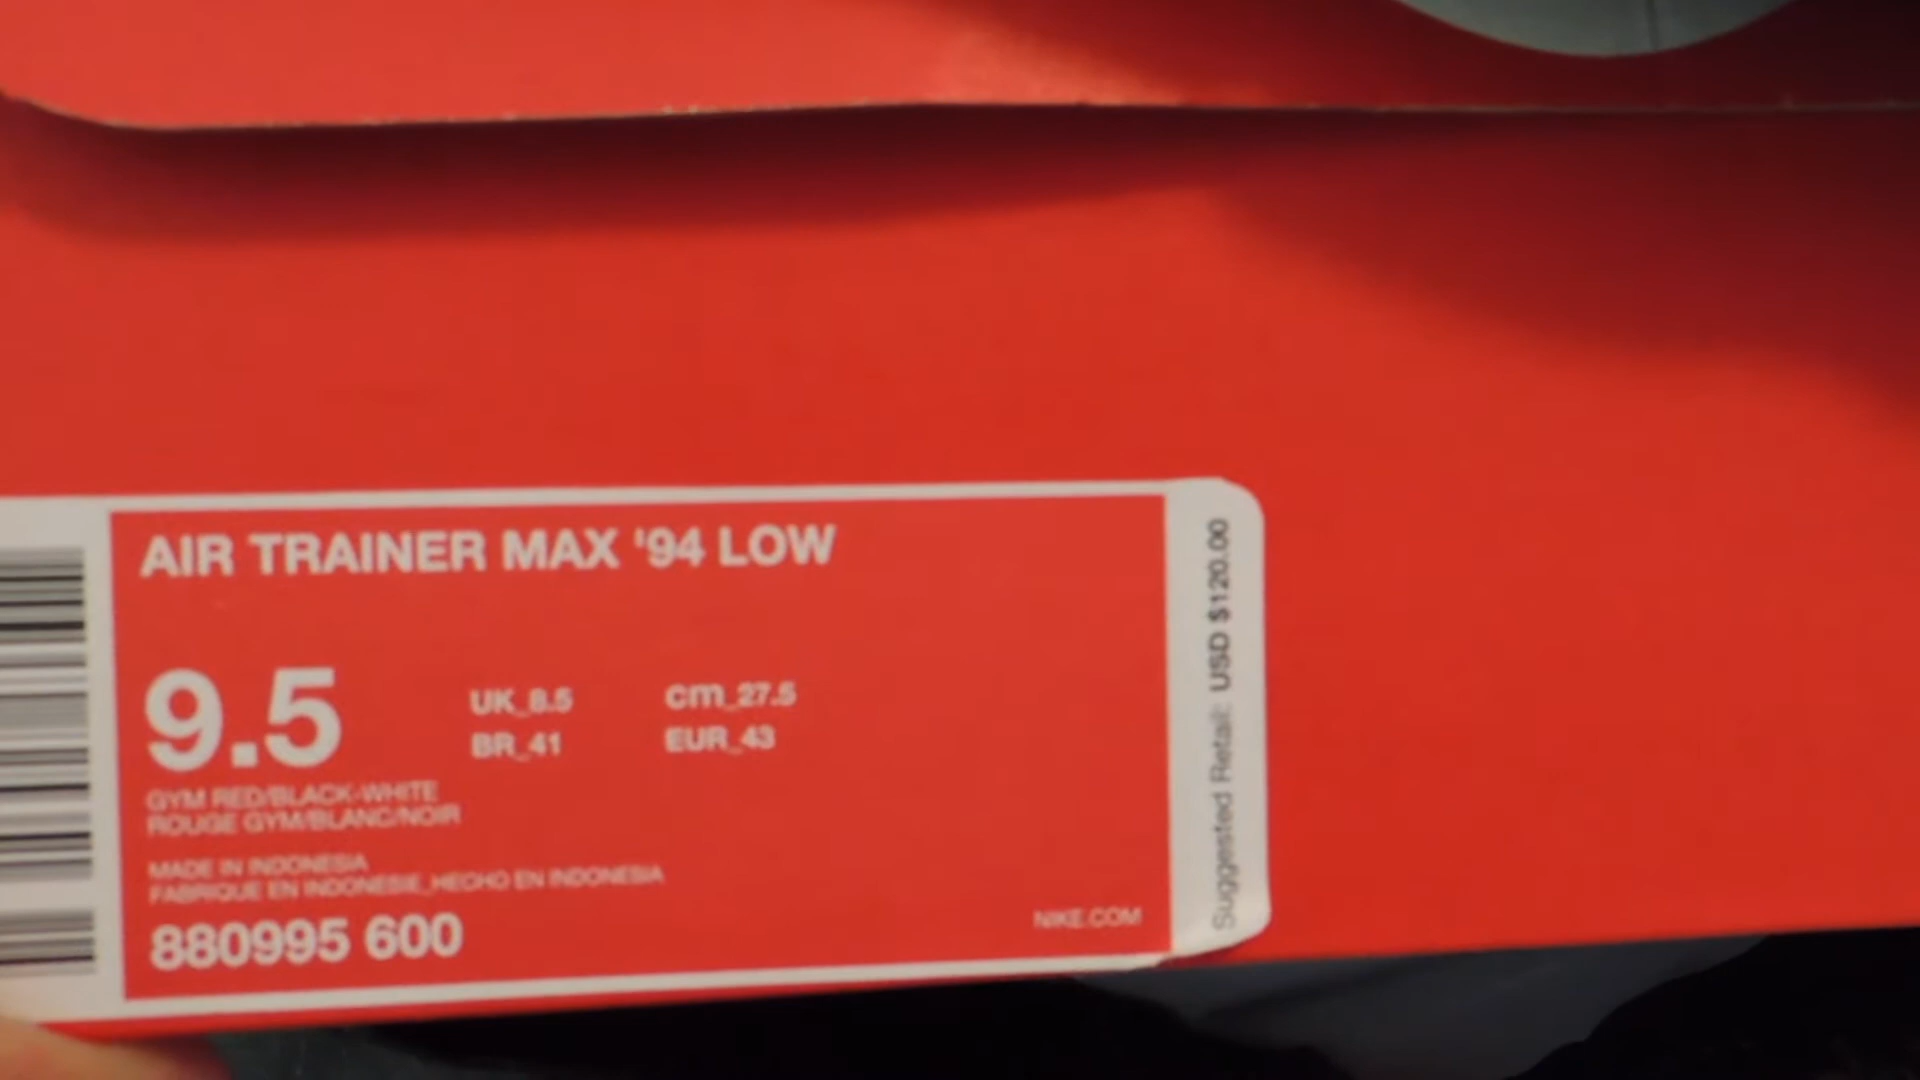 AIR TRAINER MAX '94 LOW
9.5
UK_8.5
cm_27.5
BR_41
EUR_43
GYM RED/BLACK-WHITE
ROUGE GYM/BLANC/NOIR
MADE IN INDONESIA
FABRIQUE EN INDONESIE_HECHO EN INDONESIA
880995 600
NIKE.COM
Suggested Retail: USD $120.00